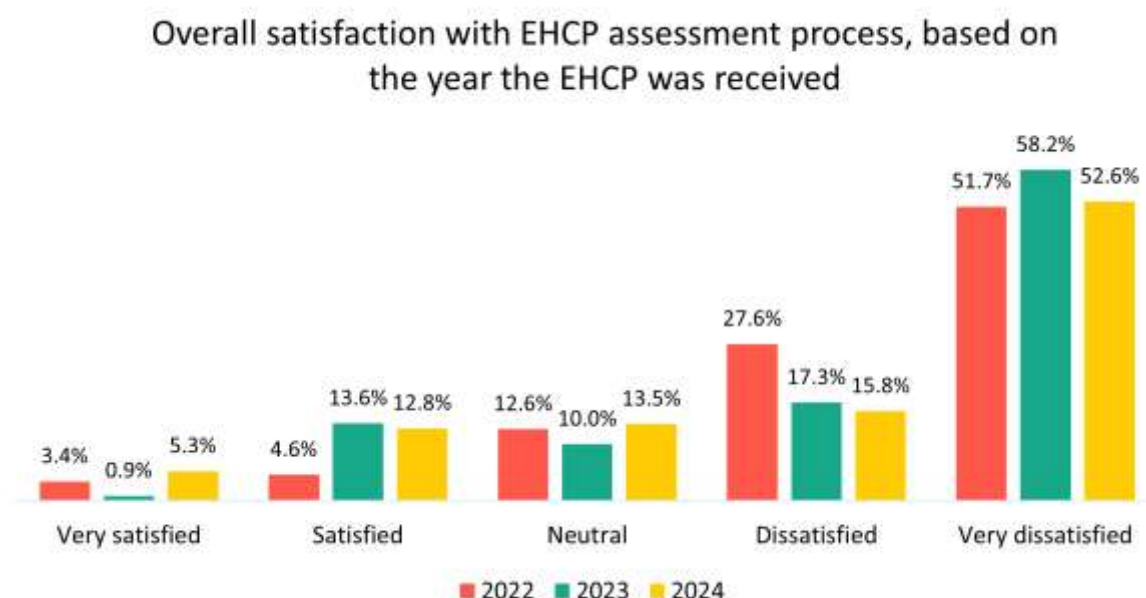 Overall satisfaction with EHCP assessment process, based on
the year the EHCP was received
58.2%
51.7%
52.6%
27.6%
17.3%
15.8%
13.6%
12.8%
12.6%
10.0%
13.5%
3.4%
0.9%
5.3%
4.6%
Very satisfied
Satisfied
Neutral
Dissatisfied
Very dissatisfied
2022 2023 2024